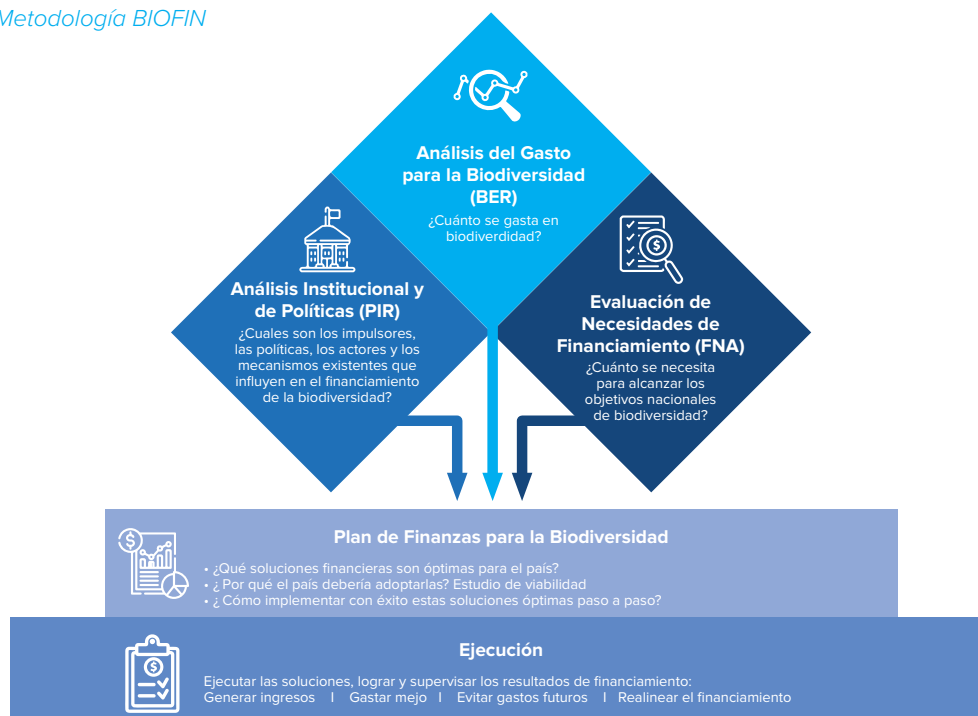 Metodología BIOFIN
Análisis del Gasto
para la Biodiversidad
(BER)
¿Cuánto se gasta en
biodiverdidad?
Análisis Institucional y
de Políticas (PIR)
¿Cuales son los impulsores,
las políticas, los actores y los
mecanismos existentes que
influyen en el financiamiento
de la biodiversidad?
Evaluación de
Necesidades de
Financiamiento (FNA)
¿Cuánto se necesita
para alcanzar los
objetivos nacionales
de biodiversidad?
Plan de Finanzas para la Biodiversidad
• ¿Qué soluciones financieras son óptimas para el país?
• ¿ Por qué el país debería adoptarlas? Estudio de viabilidad
• ¿ Cómo implementar con éxito estas soluciones óptimas paso a paso?
Ejecución
Ejecutar las soluciones, lograr y supervisar los resultados de financiamiento:
Generar ingresos I Gastar mejo I Evitar gastos futuros I Realinear el financiamiento